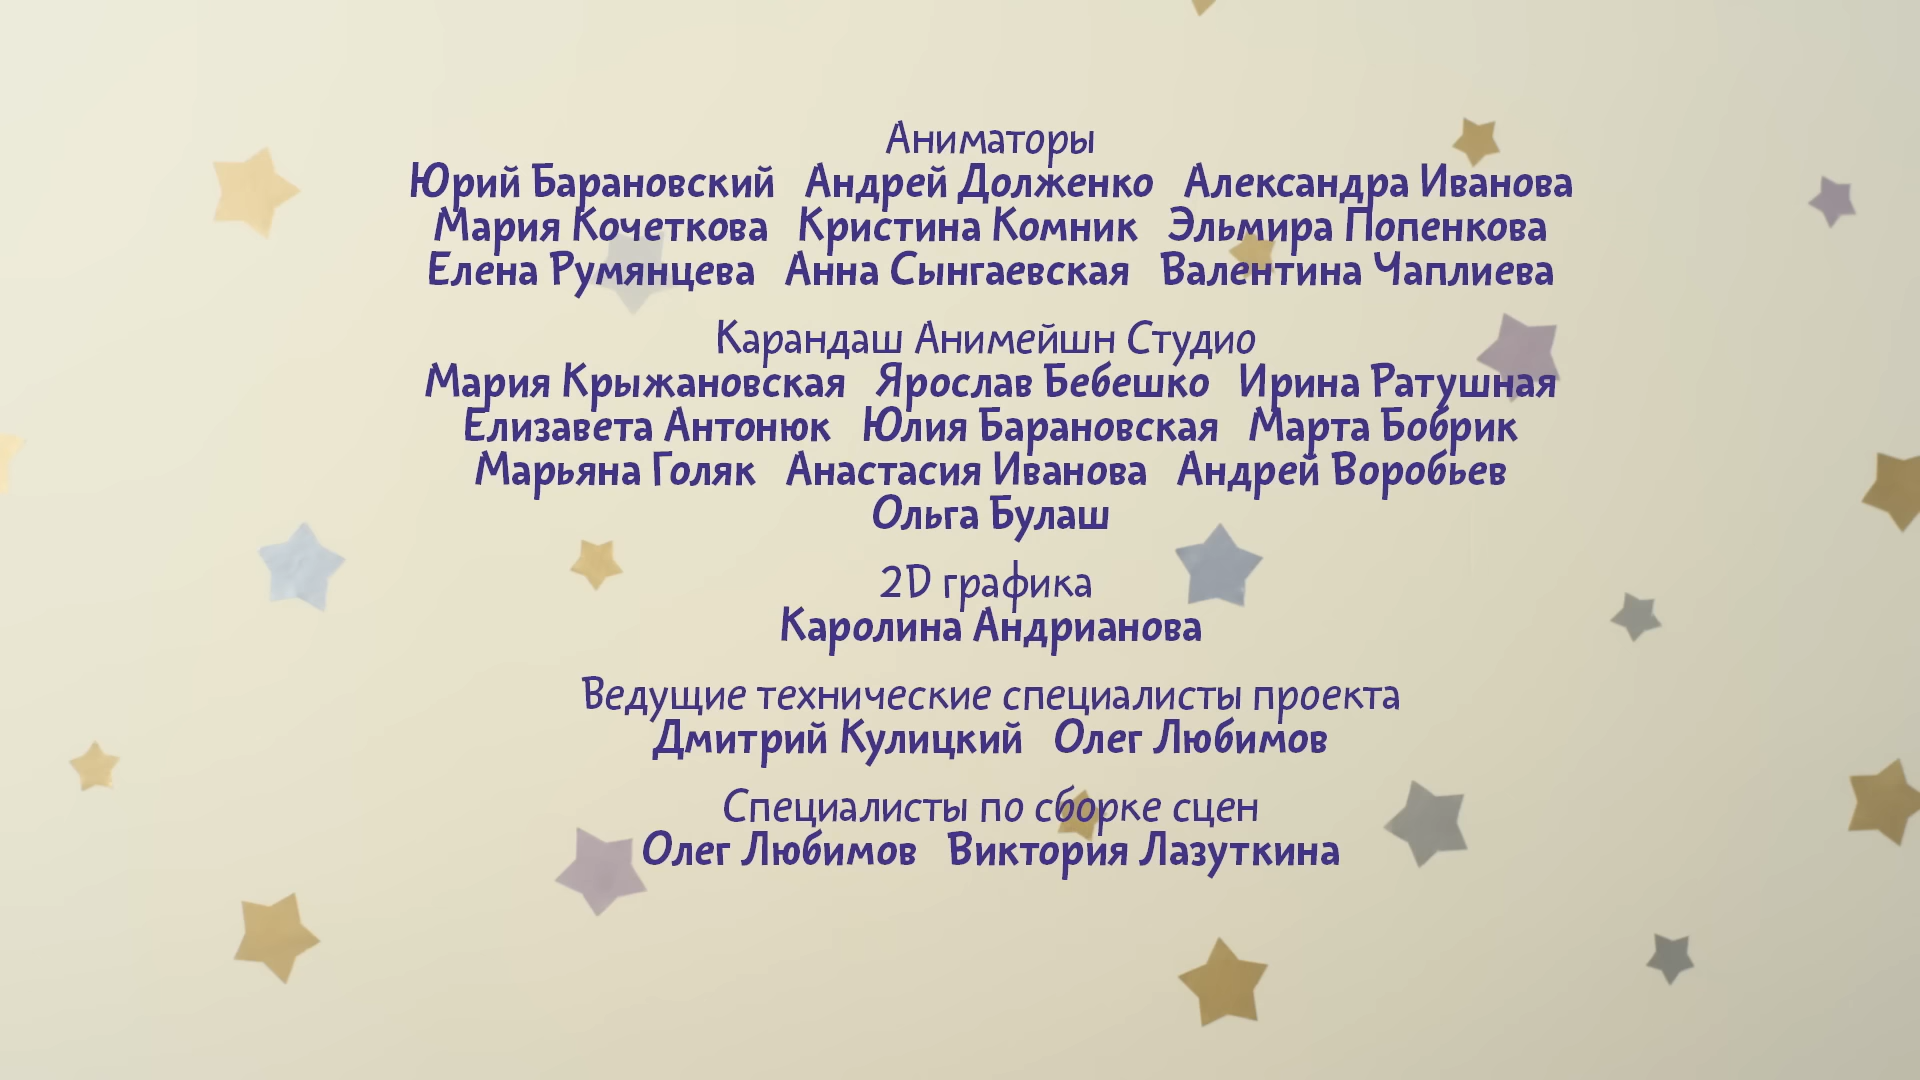 Аниматоры
Юрий Барановский Андрей Долженко Александра Иванова
Мария Кочеткова Кристина Комник Эльмира Попенкова
Елена Румянцева Анна Сынгаевская Валентина Чаплиева
Карандаш Анимейшн Студио
Мария Крыжановская Ярослав Бебешко Ирина Ратушная
Елизавета Антонюк Юлия Барановская Марта Бобрик
Марьяна Голяк Анастасия Иванова Андрей Воробьев
Ольга Булаш
2D графика
Каролина Андрианова
Ведущие технические специалисты проекта
Дмитрий Кулицкий Олег Любимов
Специалисты по сборке сцен
Олег Любимов Виктория Лазуткина